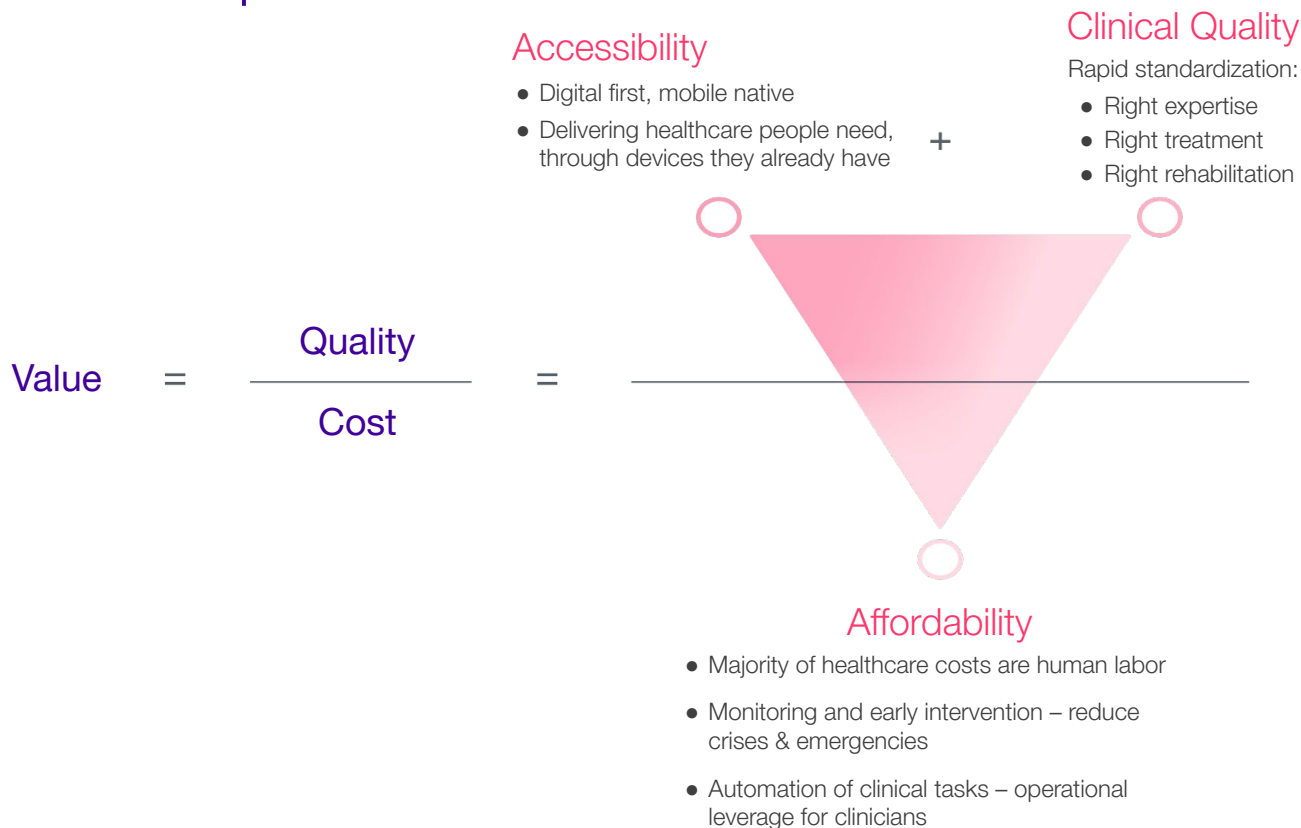 Accessibility
• Digital first, mobile native
• Delivering healthcare people need,
through devices they already have
+
Clinical Quality
Rapid standardization:
• Right expertise
• Right treatment
• Right rehabilitation
Value = Quality
Cost
=
Affordability
• Majority of healthcare costs are human labor
• Monitoring and early intervention – reduce
crises & emergencies
• Automation of clinical tasks – operational
leverage for clinicians